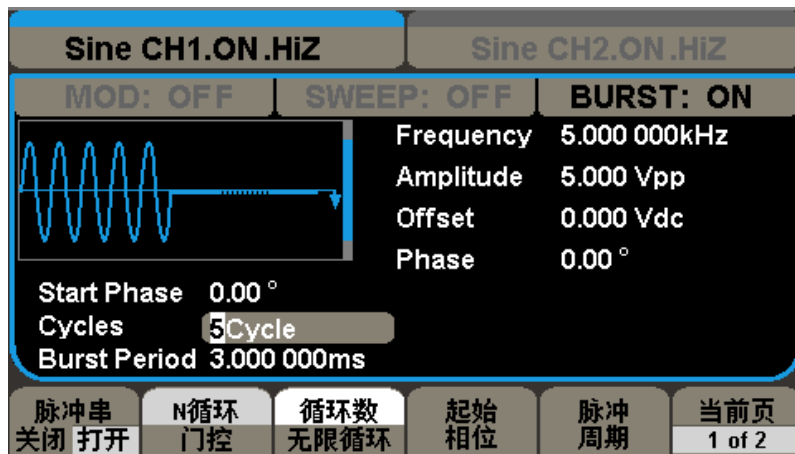 Sine CH1.ON.HiZ
Sine CH2.ON.HiZ
MOD: OFF
SWEEP: OFF
BURST: ON
Frequency 5.000 000kHz
Amplitude 5.000 Vpp
Offset 0.000 Vdc
Phase 0.00 °
Start Phase 0.00 °
Cycles 5Cycle
Burst Period 3.000 000ms
脉冲串
关闭 打开
N循环
门控
循环数
无限循环
起始
相位
脉冲
周期
当前页
1 of 2